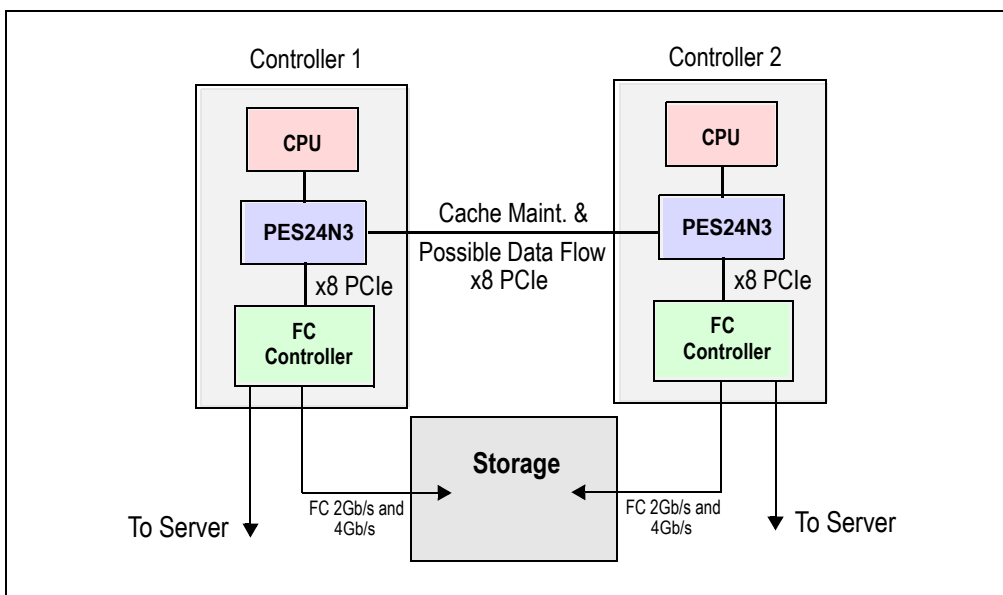 Controller 1
Controller 2
CPU
CPU
PES24N3
Cache Maint. &
PES24N3
Possible Data Flow
x8 PCIe
x8 PCIe
x8 PCIe
FC
Controller
FC
Controller
Storage
FC 2Gb/s and
4Gb/s
FC 2Gb/s and
4Gb/s
To Server
To Server